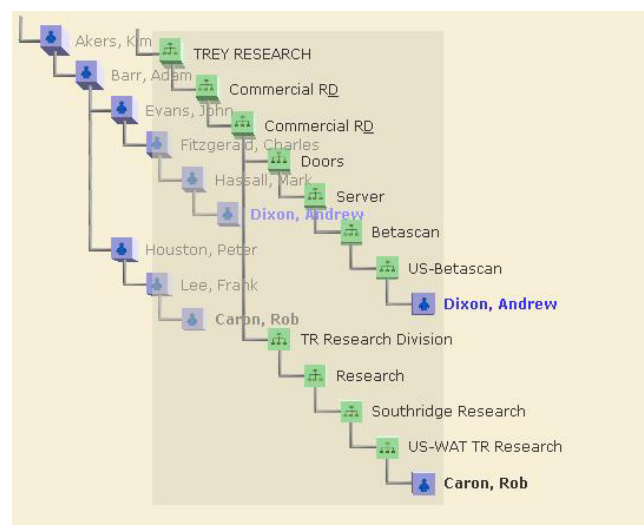 Akers, Kim
TREY RESEARCH
Barr, Adam
Commercial RD
Evans, John
Commercial RD
Fitzgerald, Charles
Doors
Hassall, Mark
Server
Dixon, Andrew
Betascan
Houston, Peter
US-Betascan
Lee, Frank
Dixon, Andrew
Caron, Rob
TR Research Division
Research
Southridge Research
US-WAT TR Research
Caron, Rob